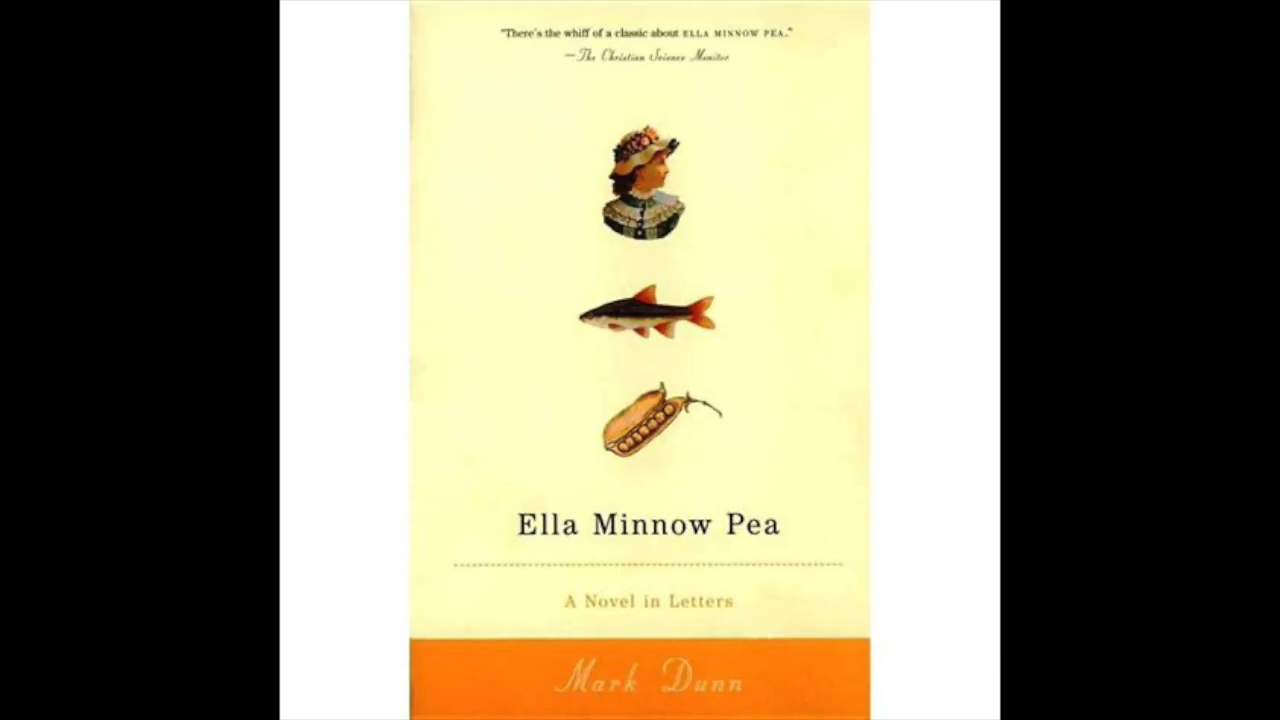 "There's the whiff of a classic about ELLA MINNOW PEA."
—The Christian Science Monitor
Ella Minnow Pea
A Novel in Letters
Mark Dunn